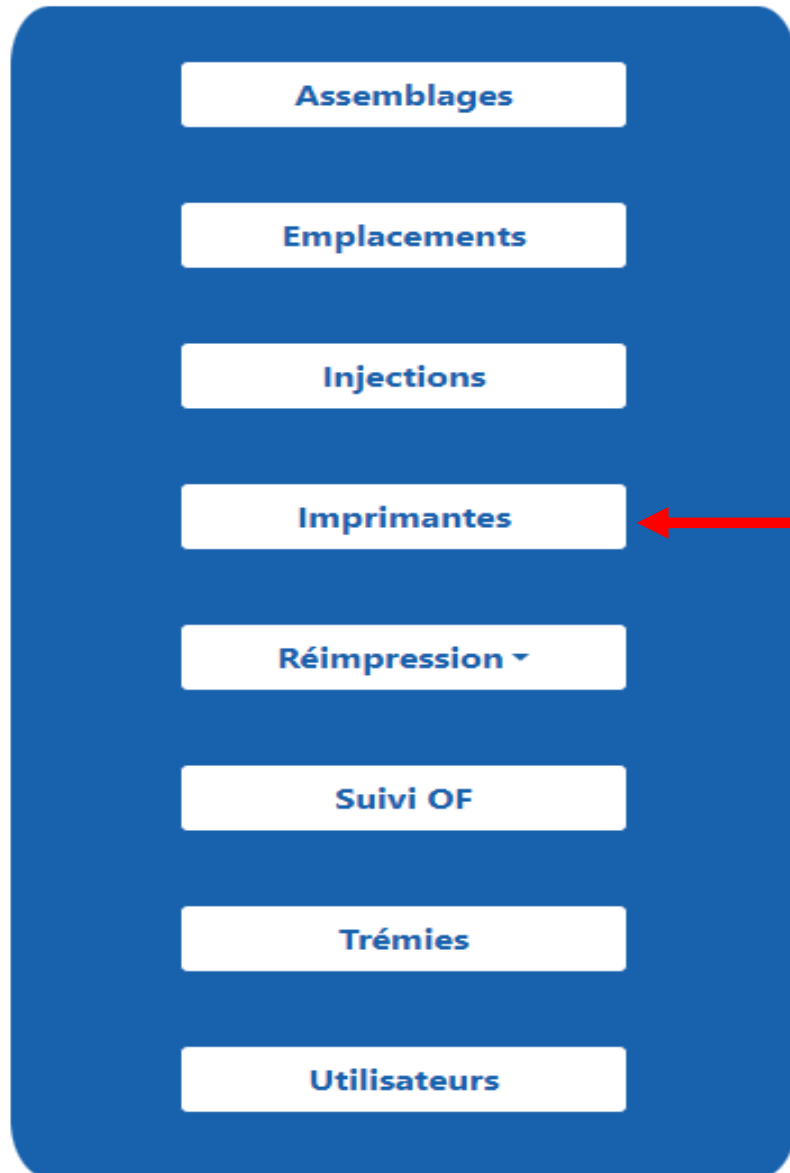 Assemblages
Emplacements
Injections
Imprimantes
Réimpression
Suivi OF
Trémies
Utilisateurs